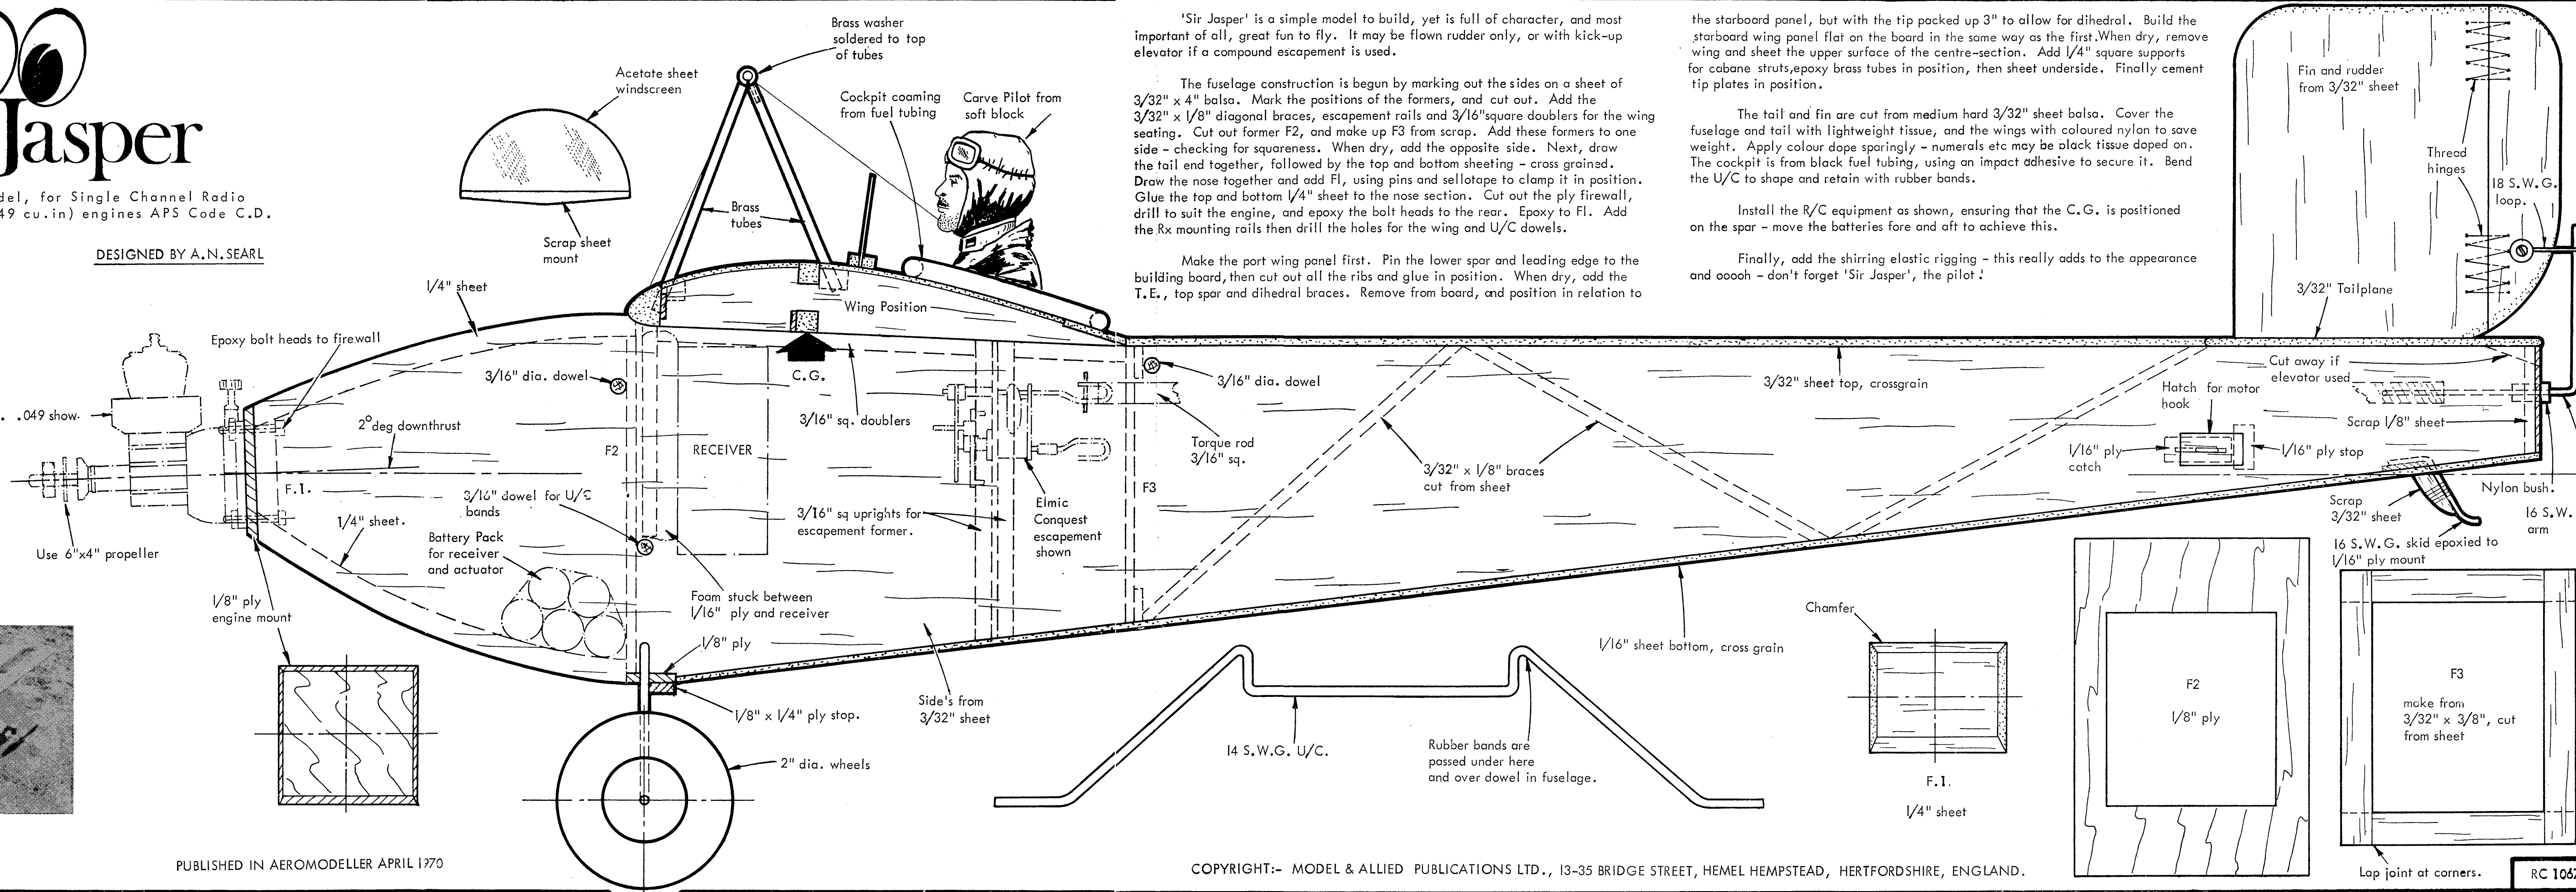 Jasper
del, for Single Channel Radio
49 cu.in) engines APS Code C.D.
DESIGNED BY A.N. SEARL
Brass washer
soldered to top
of tubes
Acetate sheet
windscreen
Cockpit coaming
from fuel tubing
Carve Pilot from
soft block
Brass
tubes
Scrap sheet
mount
'Sir Jasper' is a simple model to build, yet is full of character, and most
important of all, great fun to fly. It may be flown rudder only, or with kick-up
elevator if a compound escapement is used.
The fuselage construction is begun by marking out the sides on a sheet of
3/32" x 4" balsa. Mark the positions of the formers, and cut out. Add the
3/32" x 1/8" diagonal braces, escapement rails and 3/16"square doublers for the wing
seating. Cut out former F2, and make up F3 from scrap. Add these formers to one
side - checking for squareness. When dry, add the opposite side. Next, draw
the tail end together, followed by the top and bottom sheeting - cross grained.
Draw the nose together and add F1, using pins and sellotape to clamp it in position.
Glue the top and bottom 1/4" sheet to the nose section. Cut out the ply firewall,
drill to suit the engine, and epoxy the bolt heads to the rear. Epoxy to F1. Add
the Rx mounting rails then drill the holes for the wing and U/C dowels.
Make the port wing panel first. Pin the lower spar and leading edge to the
building board, then cut out all the ribs and glue in position. When dry, add the
T.E., top spar and dihedral braces. Remove from board, and position in relation to
the starboard panel, but with the tip packed up 3" to allow for dihedral. Build the
starboard wing panel flat on the board in the same way as the first.When dry, remove
wing and sheet the upper surface of the centre-section. Add 1/4" square supports
for cabane struts,epoxy brass tubes in position, then sheet underside. Finally cement
tip plates in position.
The tail and fin are cut from medium hard 3/32" sheet balsa. Cover the
fuselage and tail with lightweight tissue, and the wings with coloured nylon to save
weight. Apply colour dope sparingly - numerals etc may be black tissue doped on.
The cockpit is from black fuel tubing, using an impact adhesive to secure it. Bend
the U/C to shape and retain with rubber bands.
Install the R/C equipment as shown, ensuring that the C.G. is positioned
on the spar - move the batteries fore and aft to achieve this.
Finally, add the shirring elastic rigging - this really adds to the appearance
and ooooh - don't forget 'Sir Jasper', the pilot !
Fin and rudder
from 3/32" sheet
Thread
hinges
18 S.W.G.
loop.
3/32" Tailplane
1/4" sheet
Wing Position
Epoxy bolt heads to firewall
3/16" dia. dowel
C.G.
3/16" dia. dowel
3/32" sheet top, crossgrain
Cut away if
elevator used
Hatch for motor
hook
Scrap 1/8" sheet
. .049 show.
2° deg downthrust
3/16" sq. doublers
F2
RECEIVER
Torque rod
3/16" sq.
3/32" x 1/8" braces
cut from sheet
1/16" ply
catch
1/16" ply stop
F.1.
3/16" dowel for U/C
bands
F3
Nylon bush.
1/4" sheet.
3/16" sq uprights for
escapement former.
Elmic
Conquest
escapement
shown
Scrap
3/32" sheet
16 S.W.
arm
Use 6"x4" propeller
Battery Pack
for receiver
and actuator
16 S.W.G. skid epoxied to
1/16" ply mount
1/8" ply
engine mount
Foam stuck between
1/16" ply and receiver
Chamfer
1/8" ply
1/16" sheet bottom, cross grain
Side's from
3/32" sheet
1/8" x 1/4" ply stop.
F2
1/8" ply
F3
make from
3/32" x 3/8", cut
from sheet
14 S.W.G. U/C.
Rubber bands are
passed under here
and over dowel in fuselage.
2" dia. wheels
F.1.
1/4" sheet
PUBLISHED IN AEROMODELLER APRIL 1970
COPYRIGHT:- MODEL & ALLIED PUBLICATIONS LTD., 13-35 BRIDGE STREET, HEMEL HEMPSTEAD, HERTFORDSHIRE, ENGLAND.
Lap joint at corners.
RC 106